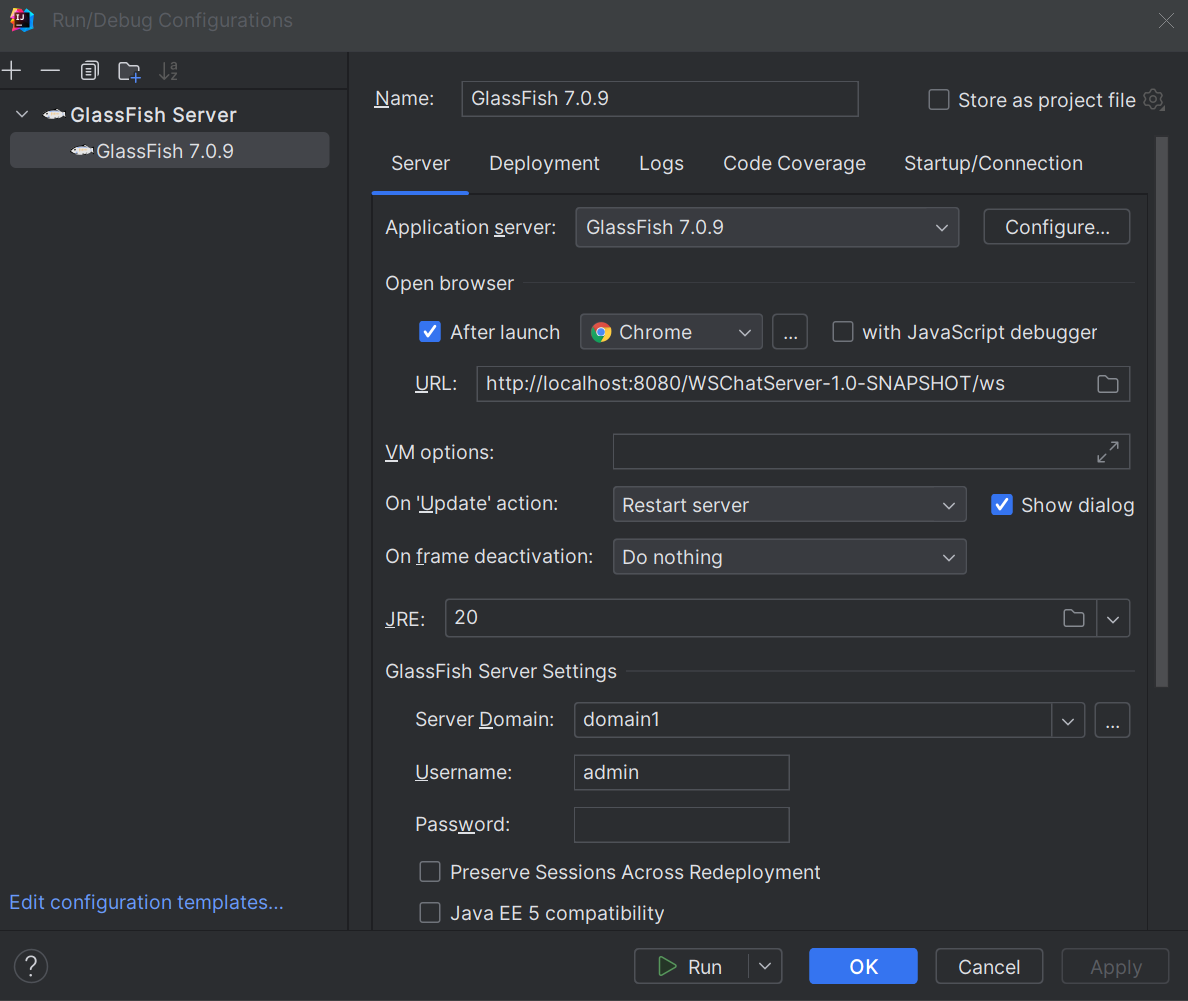 Run/Debug Configurations
GlassFish Server
GlassFish 7.0.9
Edit configuration templates...
Name: GlassFish 7.0.9 Store as project file
Server Deployment Logs Code Coverage Startup/Connection
Application server: GlassFish 7.0.9 Configure...
Open browser
After launch Chrome ... with JavaScript debugger
URL: http://localhost:8080/WSChatServer-1.0-SNAPSHOT/ws
VM options:
On 'Update' action: Restart server Show dialog
On frame deactivation: Do nothing
JRE: 20
GlassFish Server Settings
Server Domain: domain1 ...
Username: admin
Password:
Preserve Sessions Across Redeployment
Java EE 5 compatibility
? Run OK Cancel Apply